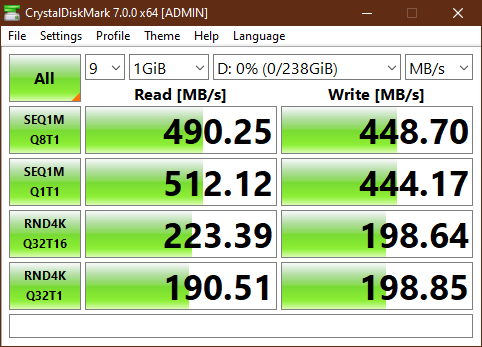 CrystalDiskMark 7.0.0 x64 [ADMIN]
File Settings Profile Theme Help Language
All 9 1GiB D: 0% (0/238GiB) MB/s
Read [MB/s] Write [MB/s]
SEQ1M
Q8T1
490.25 448.70
SEQ1M
Q1T1
512.12 444.17
RND4K
Q32T16
223.39 198.64
RND4K
Q32T1
190.51 198.85